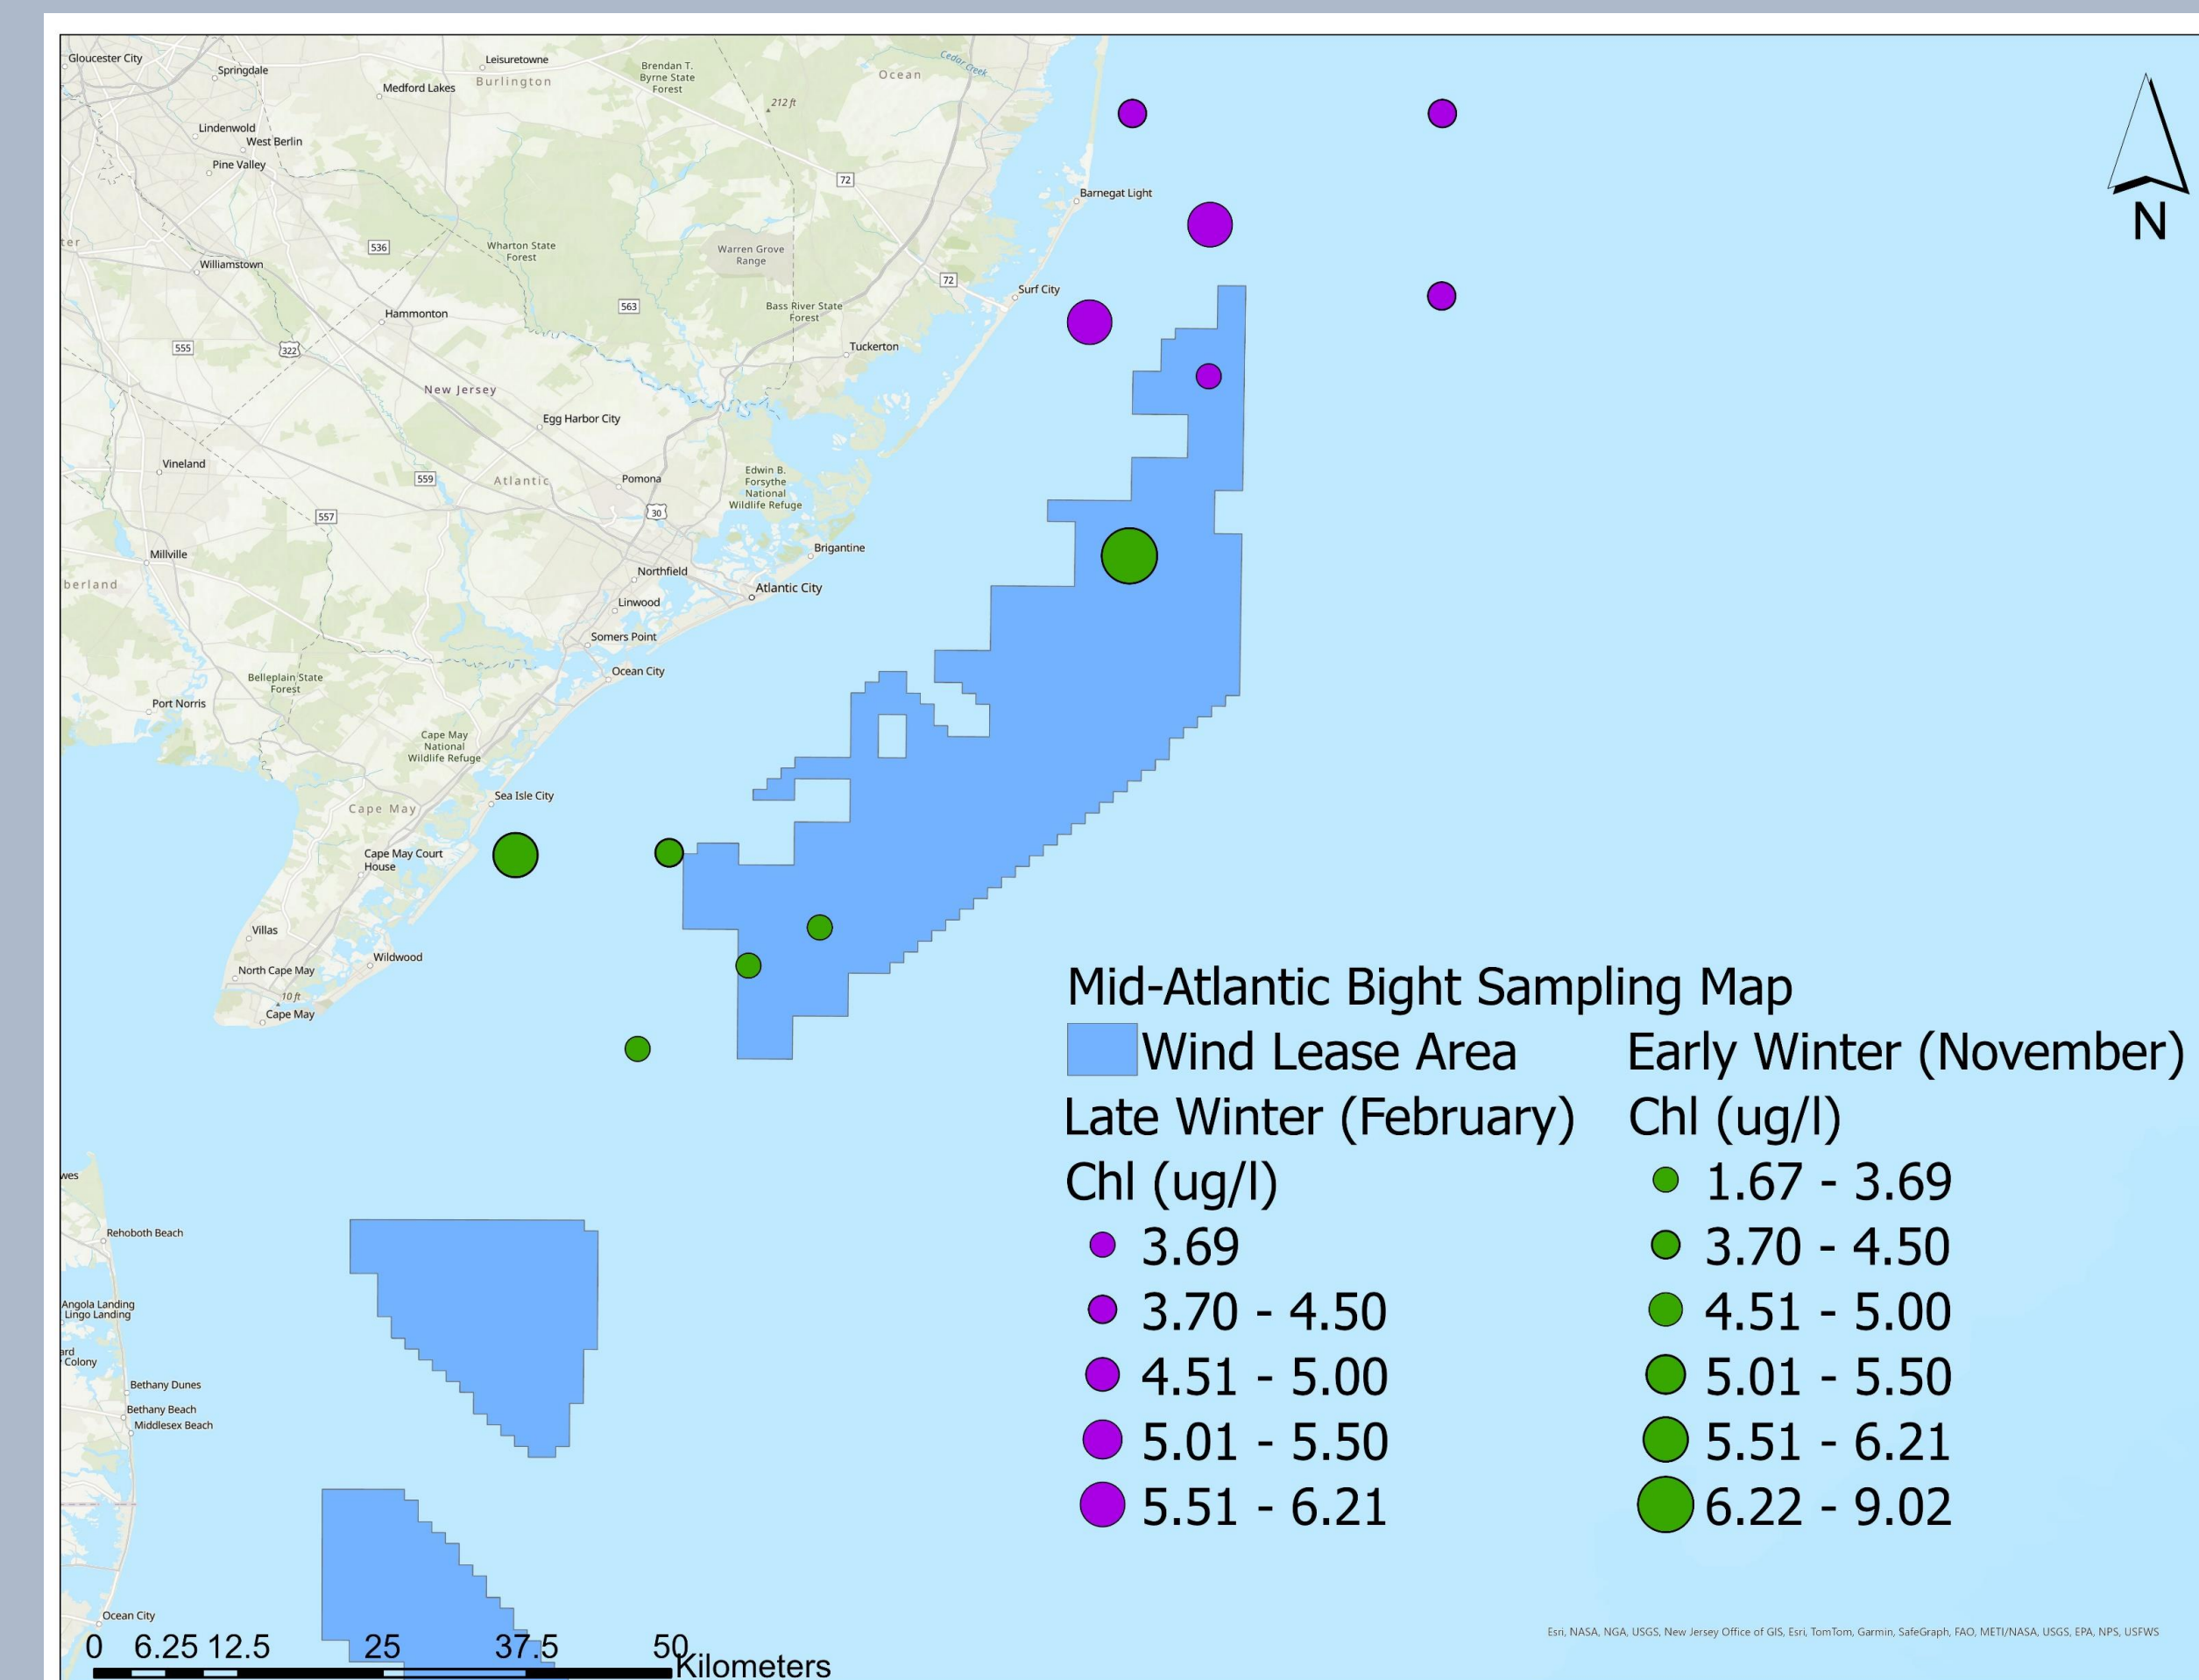 Gloucester City
Springdale
Leisuretowne
Burlington
Medford Lakes
Brendan T.
Byrne State
Forest
Ocean
Cedar Creek
212 ft
Lindenwold
West Berlin
Pine Valley
72
Barnegat Light
N
ter
536
Williamstown
Wharton State
Forest
Warren Grove
Range
72
Surf City
563
Bass River State
Forest
Hammonton
555
322
Tuckerton
New Jersey
Egg Harbor City
Vineland
559
Atlantic
Pomona
Edwin B.
Forsythe
National
Wildlife Refuge
557
30
Millville
Brigantine
berland
Northfield
Atlantic City
Linwood
Somers Point
Ocean City
Belleplain State
Forest
Port Norris
Cape May
National
Wildlife Refuge
Sea Isle City
Cape May
Cape May Court
House
Villas
Wildwood
North Cape May
10 ft
Cape May
Mid-Atlantic Bight Sampling Map
Wind Lease Area
Late Winter (February)
Chl (ug/l)
3.69
3.70 - 4.50
4.51 - 5.00
5.01 - 5.50
5.51 - 6.21
Early Winter (November)
Chl (ug/l)
1.67 - 3.69
3.70 - 4.50
4.51 - 5.00
5.01 - 5.50
5.51 - 6.21
6.22 - 9.02
wes
Rehoboth Beach
Angola Landing
Lingo Landing
ard
Colony
Bethany Dunes
Bethany Beach
Middlesex Beach
Ocean City
0 6.25 12.5 25 37.5 50
Kilometers
Esri, NASA, NGA, USGS, New Jersey Office of GIS, Esri, TomTom, Garmin, SafeGraph, FAO, METI/NASA, USGS, EPA, NPS, USFWS